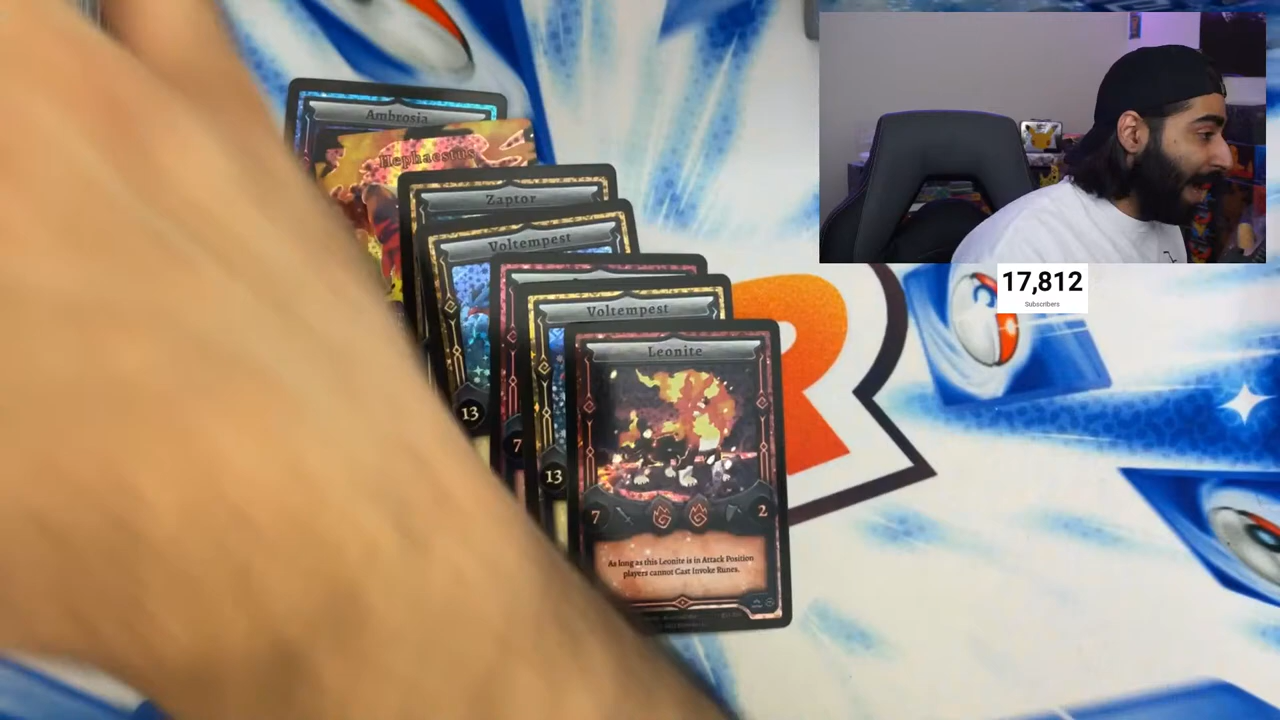 Ambrosia
Hephaestus
Zaptor
Voltempest
13
7
Voltempest
13
Leonite
7
2
As long as this Leonite is in Attack Position
players cannot Cast Invoke Runes.
R
17,812
Subscribers